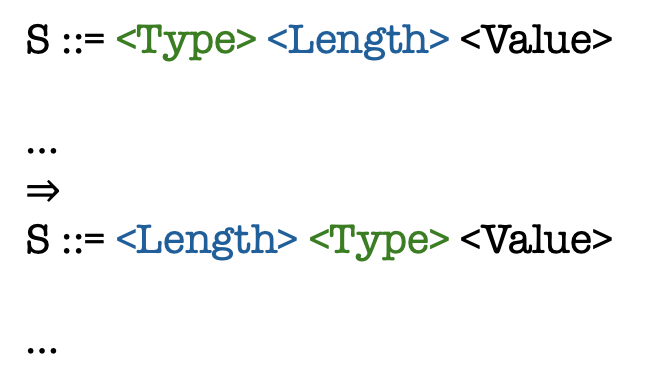 S ::= <Type> <Length> <Value>
...
⇒
S ::= <Length> <Type> <Value>
...